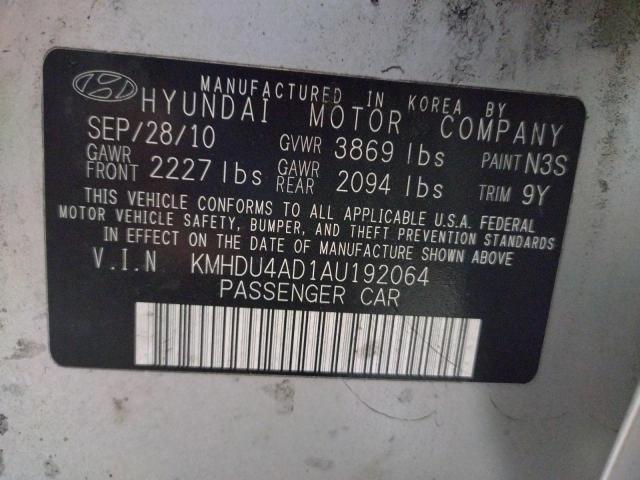 MANUFACTURED IN KOREA BY
HYUNDAI MOTOR COMPANY
SEP/28/10 GVWR 3869 lbs PAINT N3S
GAWR FRONT 2227 lbs GAWR REAR 2094 lbs TRIM 9Y
THIS VEHICLE CONFORMS TO ALL APPLICABLE U.S.A. FEDERAL
MOTOR VEHICLE SAFETY, BUMPER, AND THEFT PREVENTION STANDARDS
IN EFFECT ON THE DATE OF MANUFACTURE SHOWN ABOVE.
V.I.N KMHDU4AD1AU192064
PASSENGER CAR